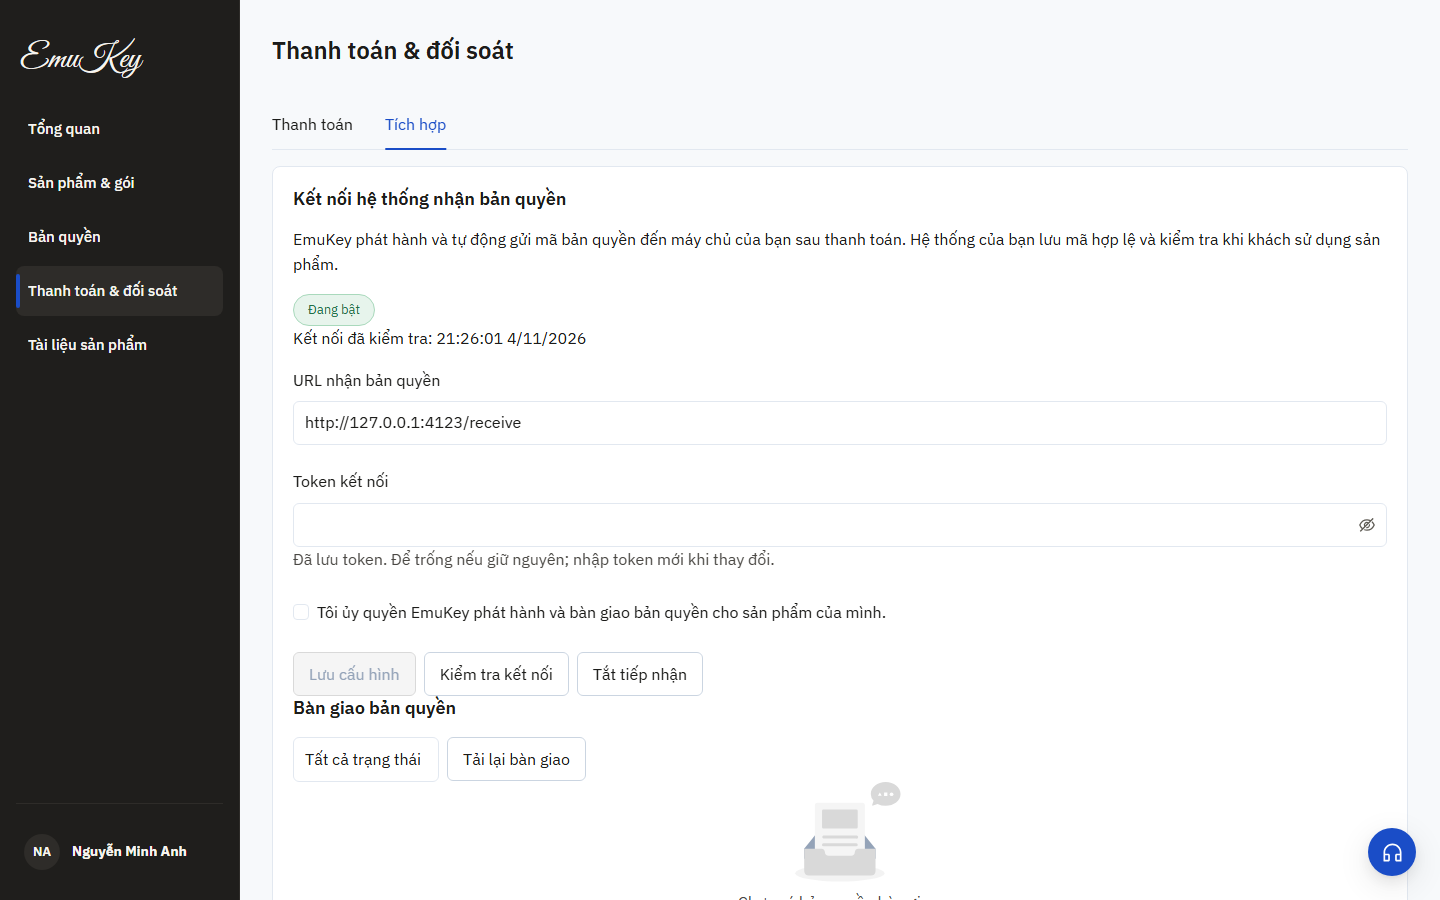 EmuKey
Tổng quan
Sản phẩm & gói
Bản quyền
Thanh toán & đối soát
Tài liệu sản phẩm
NA
Nguyễn Minh Anh
Thanh toán & đối soát
Thanh toán
Tích hợp
Kết nối hệ thống nhận bản quyền
EmuKey phát hành và tự động gửi mã bản quyền đến máy chủ của bạn sau thanh toán. Hệ thống của bạn lưu mã hợp lệ và kiểm tra khi khách sử dụng sản
phẩm.
Đang bật
Kết nối đã kiểm tra: 21:26:01 4/11/2026
URL nhận bản quyền
http://127.0.0.1:4123/receive
Token kết nối
Đã lưu token. Để trống nếu giữ nguyên; nhập token mới khi thay đổi.
Tôi ủy quyền EmuKey phát hành và bàn giao bản quyền cho sản phẩm của mình.
Lưu cấu hình
Kiểm tra kết nối
Tắt tiếp nhận
Bàn giao bản quyền
Tất cả trạng thái
Tải lại bàn giao